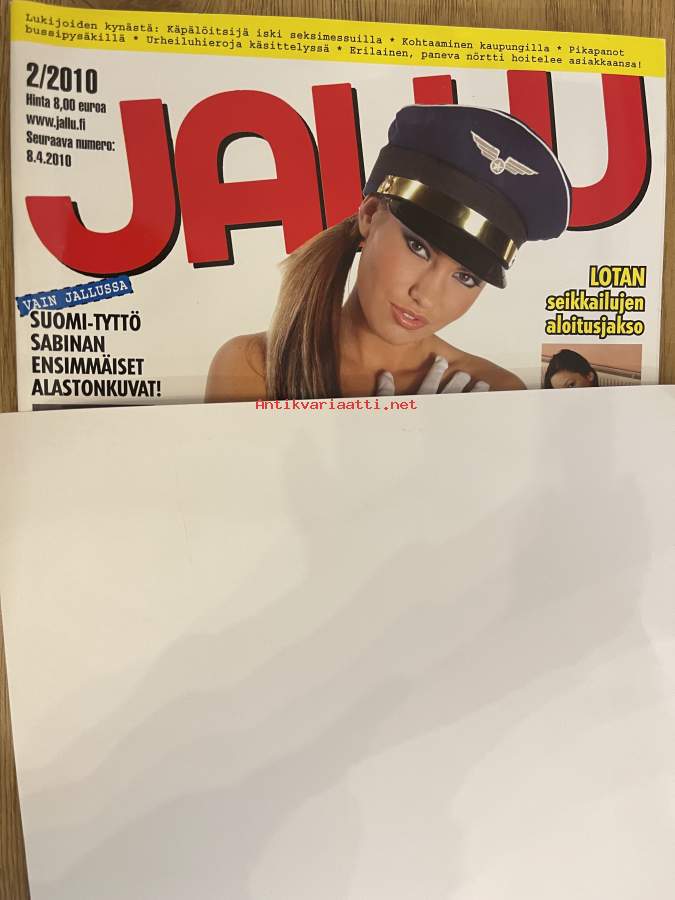 Lukijoiden kynästä: Käpälöitsijä iski seksimessuilla * Kohtaaminen kaupungilla * Pikapanot
bussipysäkillä * Urheiluhieroja käsittelyssä * Erilainen, paneva nörtti hoitelee asiakkaansa!
2/2010
Hinta 8,00 euroa
www.jallu.fi
Seuraava numero:
8.4.2010
JALLU
VAIN JALLUSSA
SUOMI-TYTTÖ
SABINAN
ENSIMMÄISET
ALASTONKUVAT!
LOTAN
seikkailujen
aloitusjakso
Antikvariaatti.net